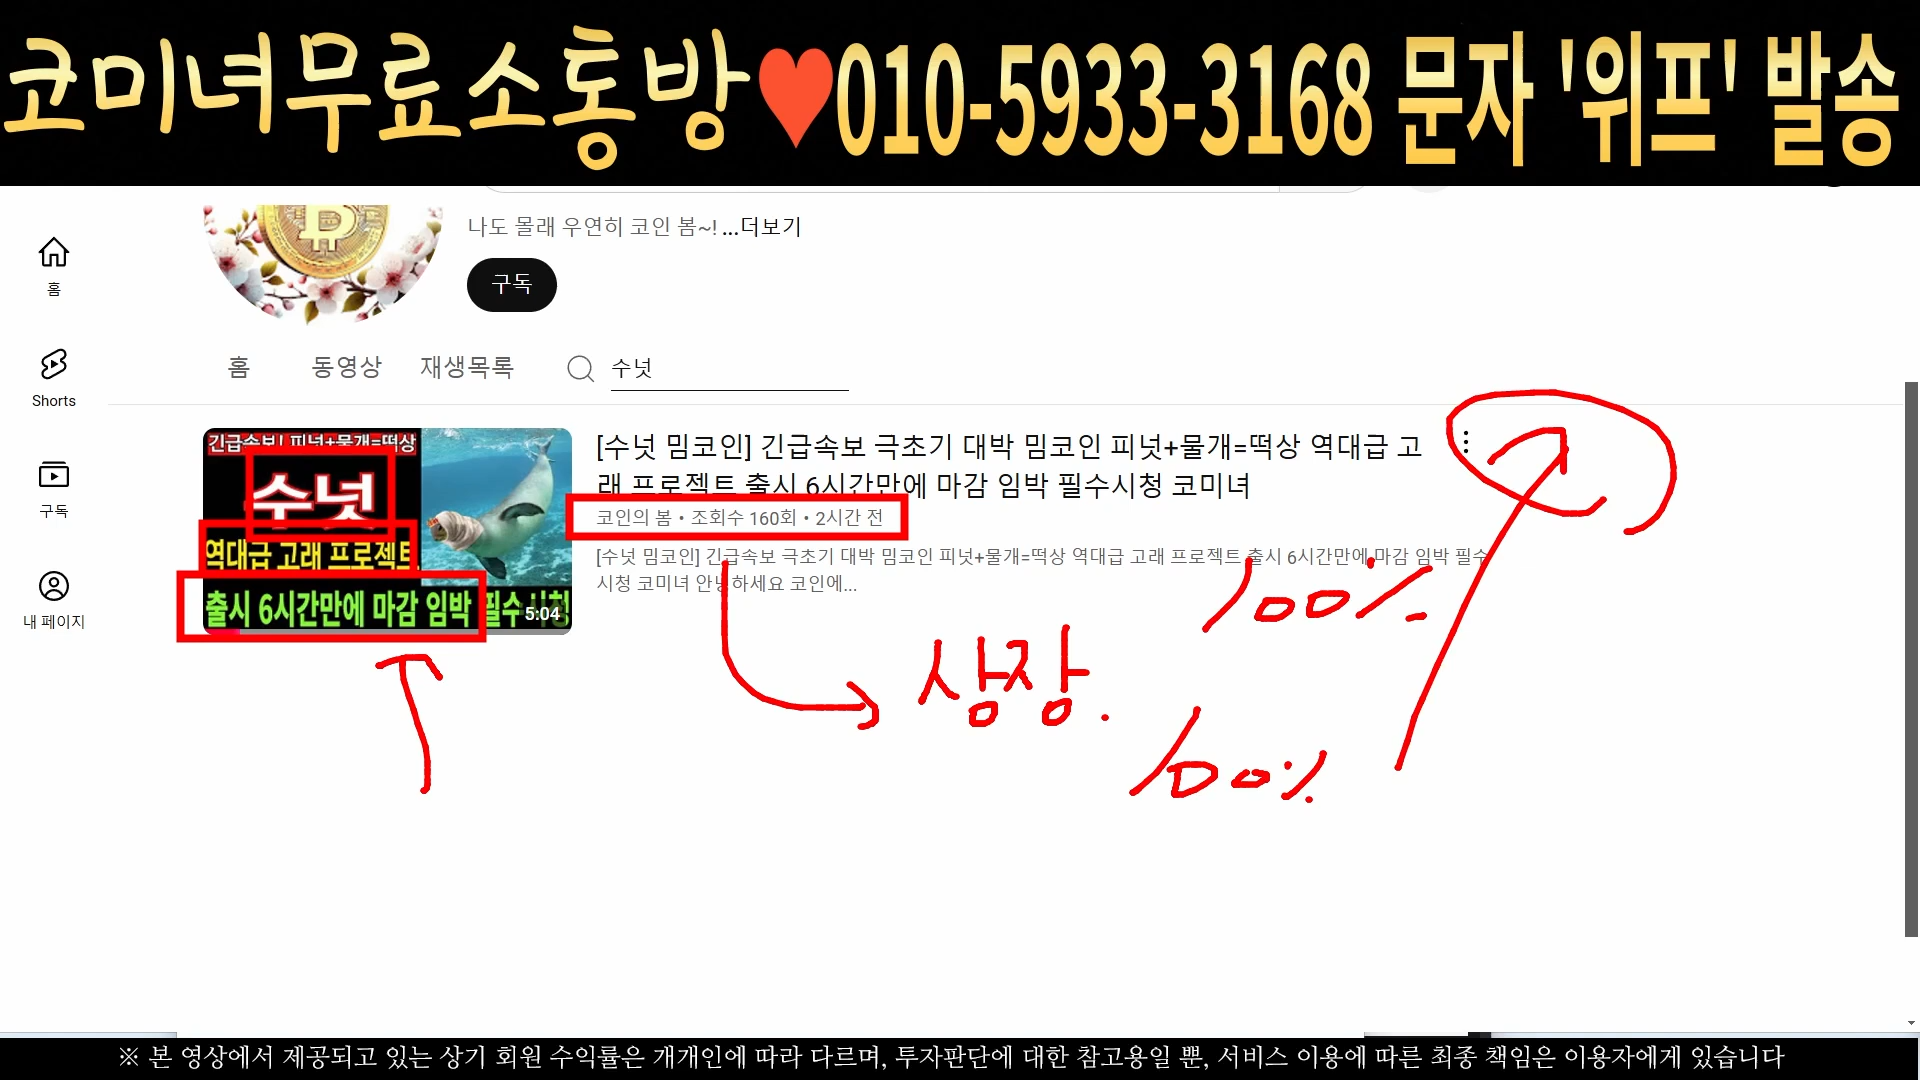 코미녀무료소통방♥010-5933-3168 문자 '위프' 발송
나도 몰래 우연히 코인 봄~! ...더보기
구독
홈
Shorts
구독
내 페이지
홈 동영상 재생목록 수넛
긴급속보! 피넛+물개=떡상
수넛
역대급 고래 프로젝트
출시 6시간만에 마감 임박 필수시청
5:04
[수넛 밈코인] 긴급속보 극초기 대박 밈코인 피넛+물개=떡상 역대급 고
래 프로젝트 출시 6시간만에 마감 임박 필수시청 코미녀
코인의 봄 • 조회수 160회 • 2시간 전
[수넛 밈코인] 긴급속보 극초기 대박 밈코인 피넛+물개=떡상 역대급 고래 프로젝트 출시 6시간만에 마감 임박 필수
시청 코미녀 안녕하세요 코인에...
100%
상장.
100%
※ 본 영상에서 제공되고 있는 상기 회원 수익률은 개개인에 따라 다르며, 투자판단에 대한 참고용일 뿐, 서비스 이용에 따른 최종 책임은 이용자에게 있습니다